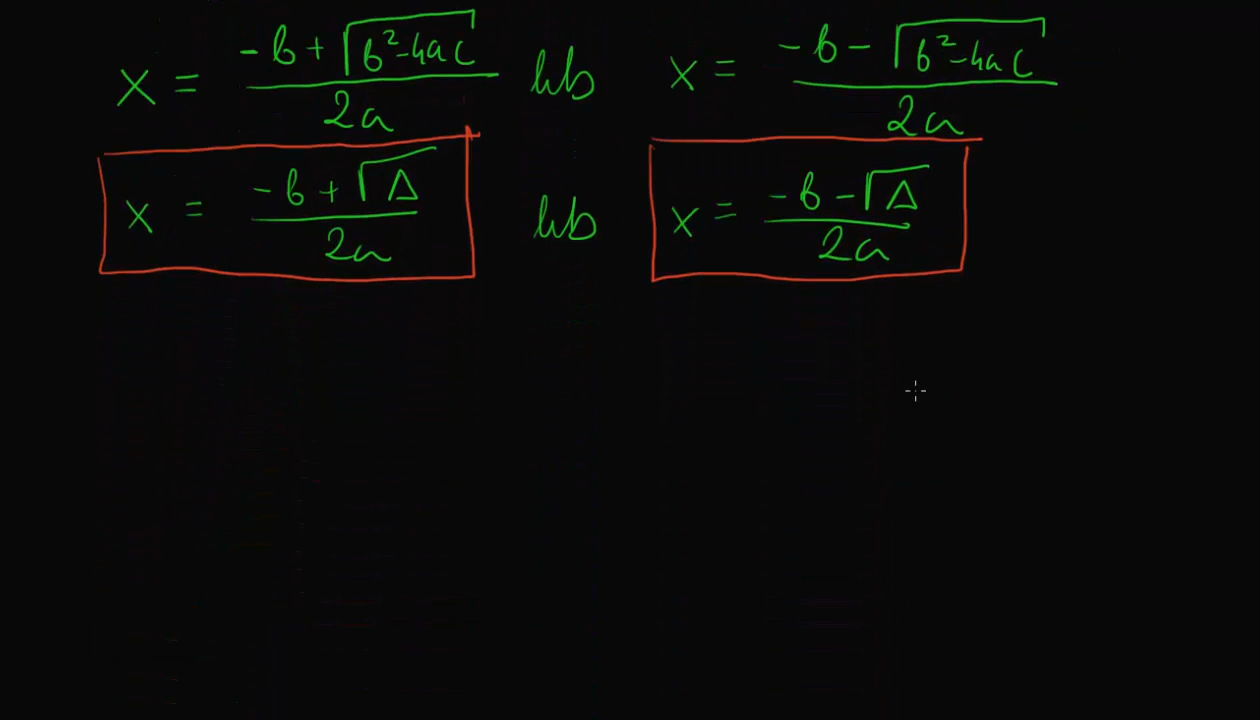 x = (-b + √(b²-4ac))/(2a) lub x = (-b - √(b²-4ac))/(2a)
x = (-b + √Δ)/(2a) lub x = (-b - √Δ)/(2a)